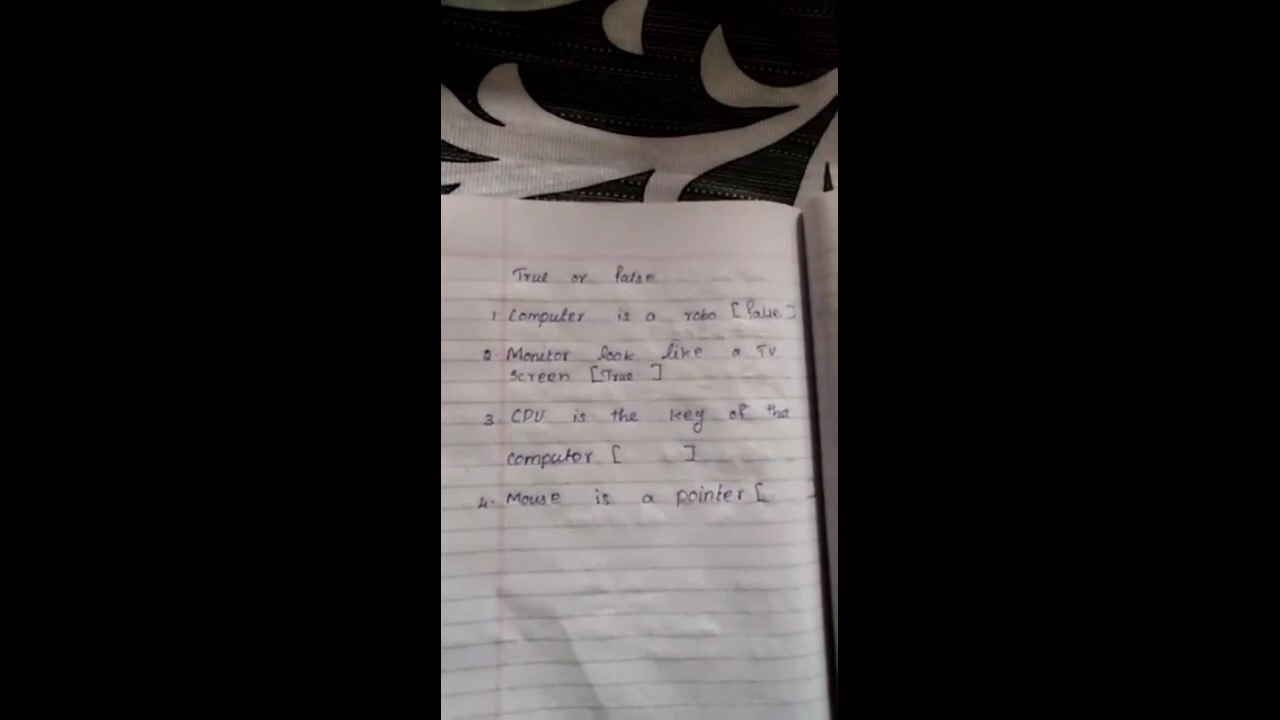 True or false
1 Computer is a robo [false]
2. Monitor look like a TV
screen [True]
3 CPU is the key of the
computer [ ]
4. Mouse is a pointer [